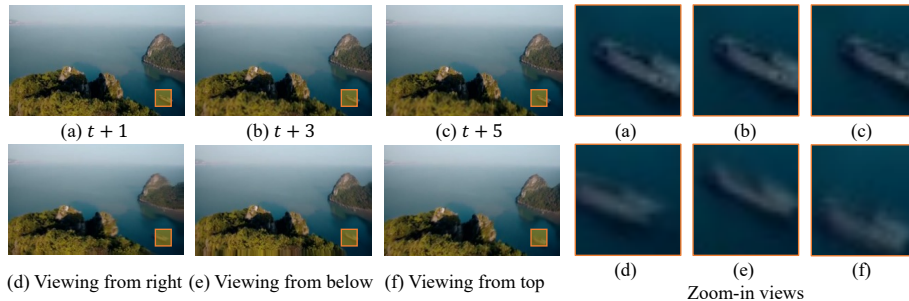 (a) t + 1 (b) t + 3 (c) t + 5 (a) (b) (c)
(d) Viewing from right (e) Viewing from below (f) Viewing from top (d) (e) (f)
Zoom-in views